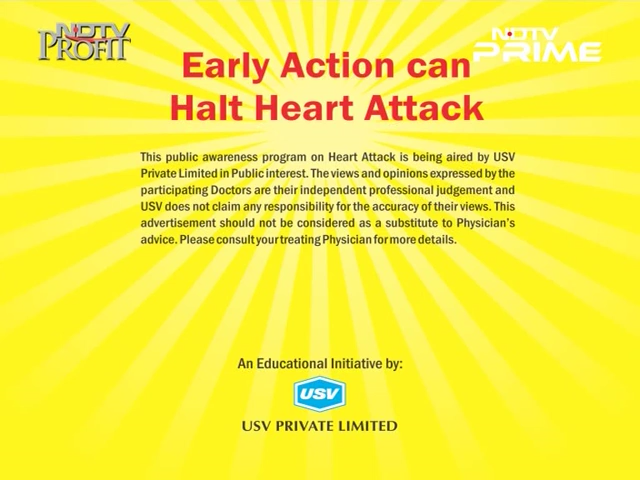 NDTV
PROFIT
NDTV
PRIME
Early Action can
Halt Heart Attack
This public awareness program on Heart Attack is being aired by USV
Private Limited in Public interest. The views and opinions expressed by the
participating Doctors are their independent professional judgement and
USV does not claim any responsibility for the accuracy of their views. This
advertisement should not be considered as a substitute to Physician's
advice. Please consult your treating Physician for more details.
An Educational Initiative by:
USV
USV PRIVATE LIMITED